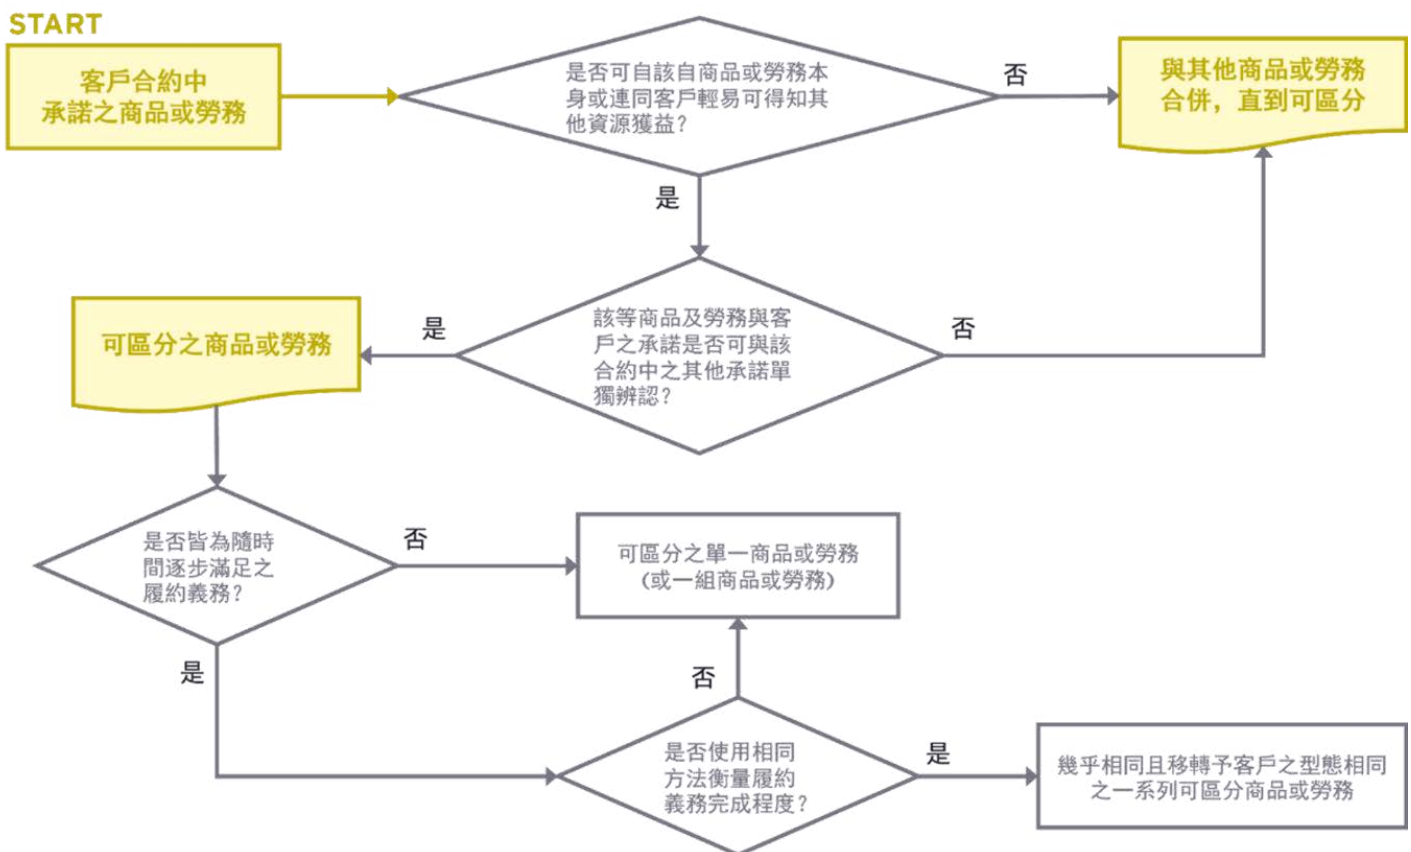 START
客戶合約中
承諾之商品或勞務
是否可自該自商品或勞務本
身或連同客戶輕易可得知其
他資源獲益？
否
與其他商品或勞務
合併，直到可區分
是
該等商品及勞務與客
戶之承諾是否可與該
合約中之其他承諾單
獨辨認？
是
否
可區分之商品或勞務
是否皆為隨時
間逐步滿足之
履約義務？
否
可區分之單一商品或勞務
(或一組商品或勞務)
是
否
是否使用相同
方法衡量履約
義務完成程度？
是
幾乎相同且移轉予客戶之型態相同
之一系列可區分商品或勞務